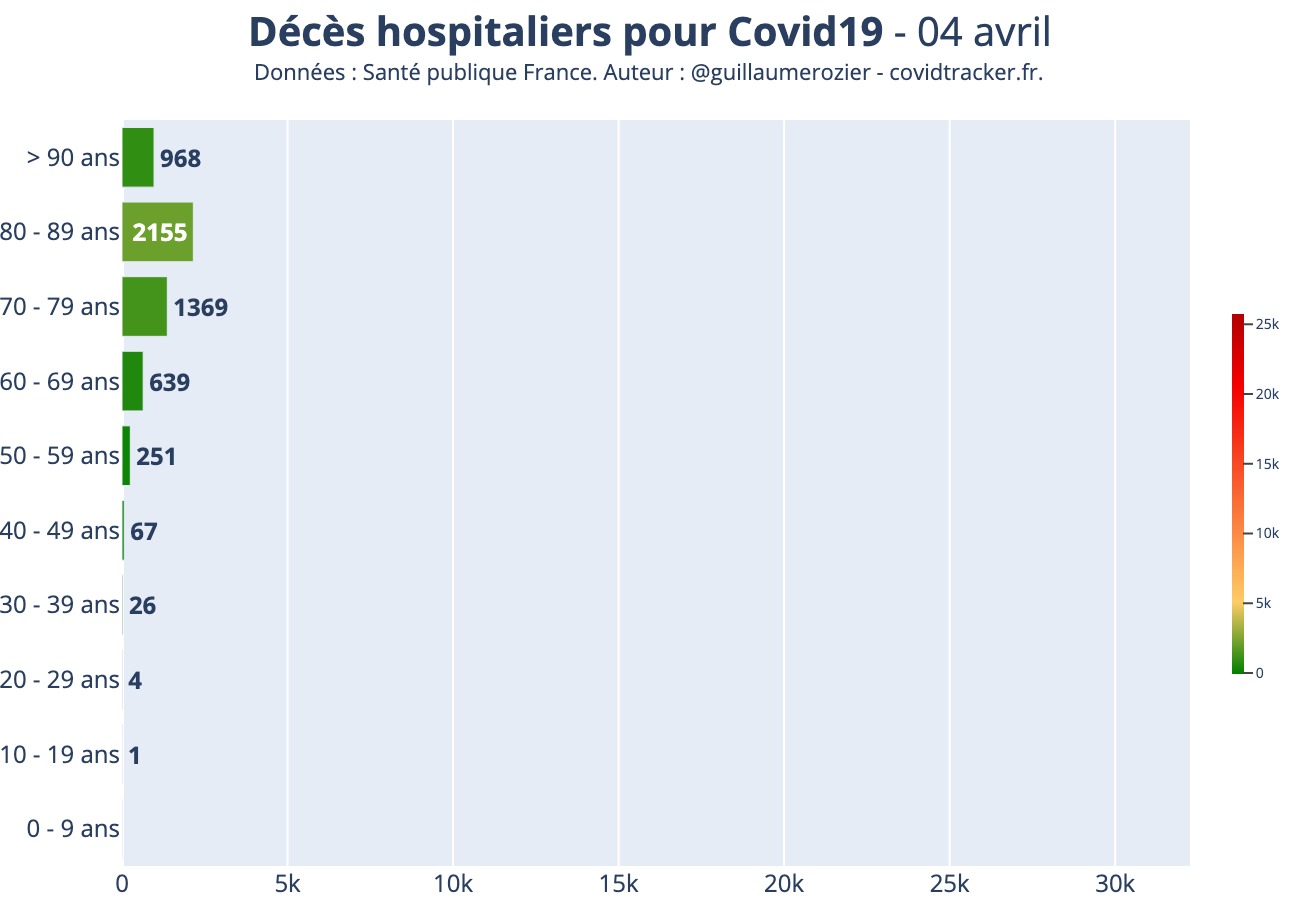 Décès hospitaliers pour Covid19 - 04 avril
Données : Santé publique France. Auteur : @guillaumerozier - covidtracker.fr.
> 90 ans 968
80 - 89 ans 2155
70 - 79 ans 1369
60 - 69 ans 639
50 - 59 ans 251
40 - 49 ans 67
30 - 39 ans 26
20 - 29 ans 4
10 - 19 ans 1
0 - 9 ans
0 5k 10k 15k 20k 25k 30k
25k
20k
15k
10k
5k
0